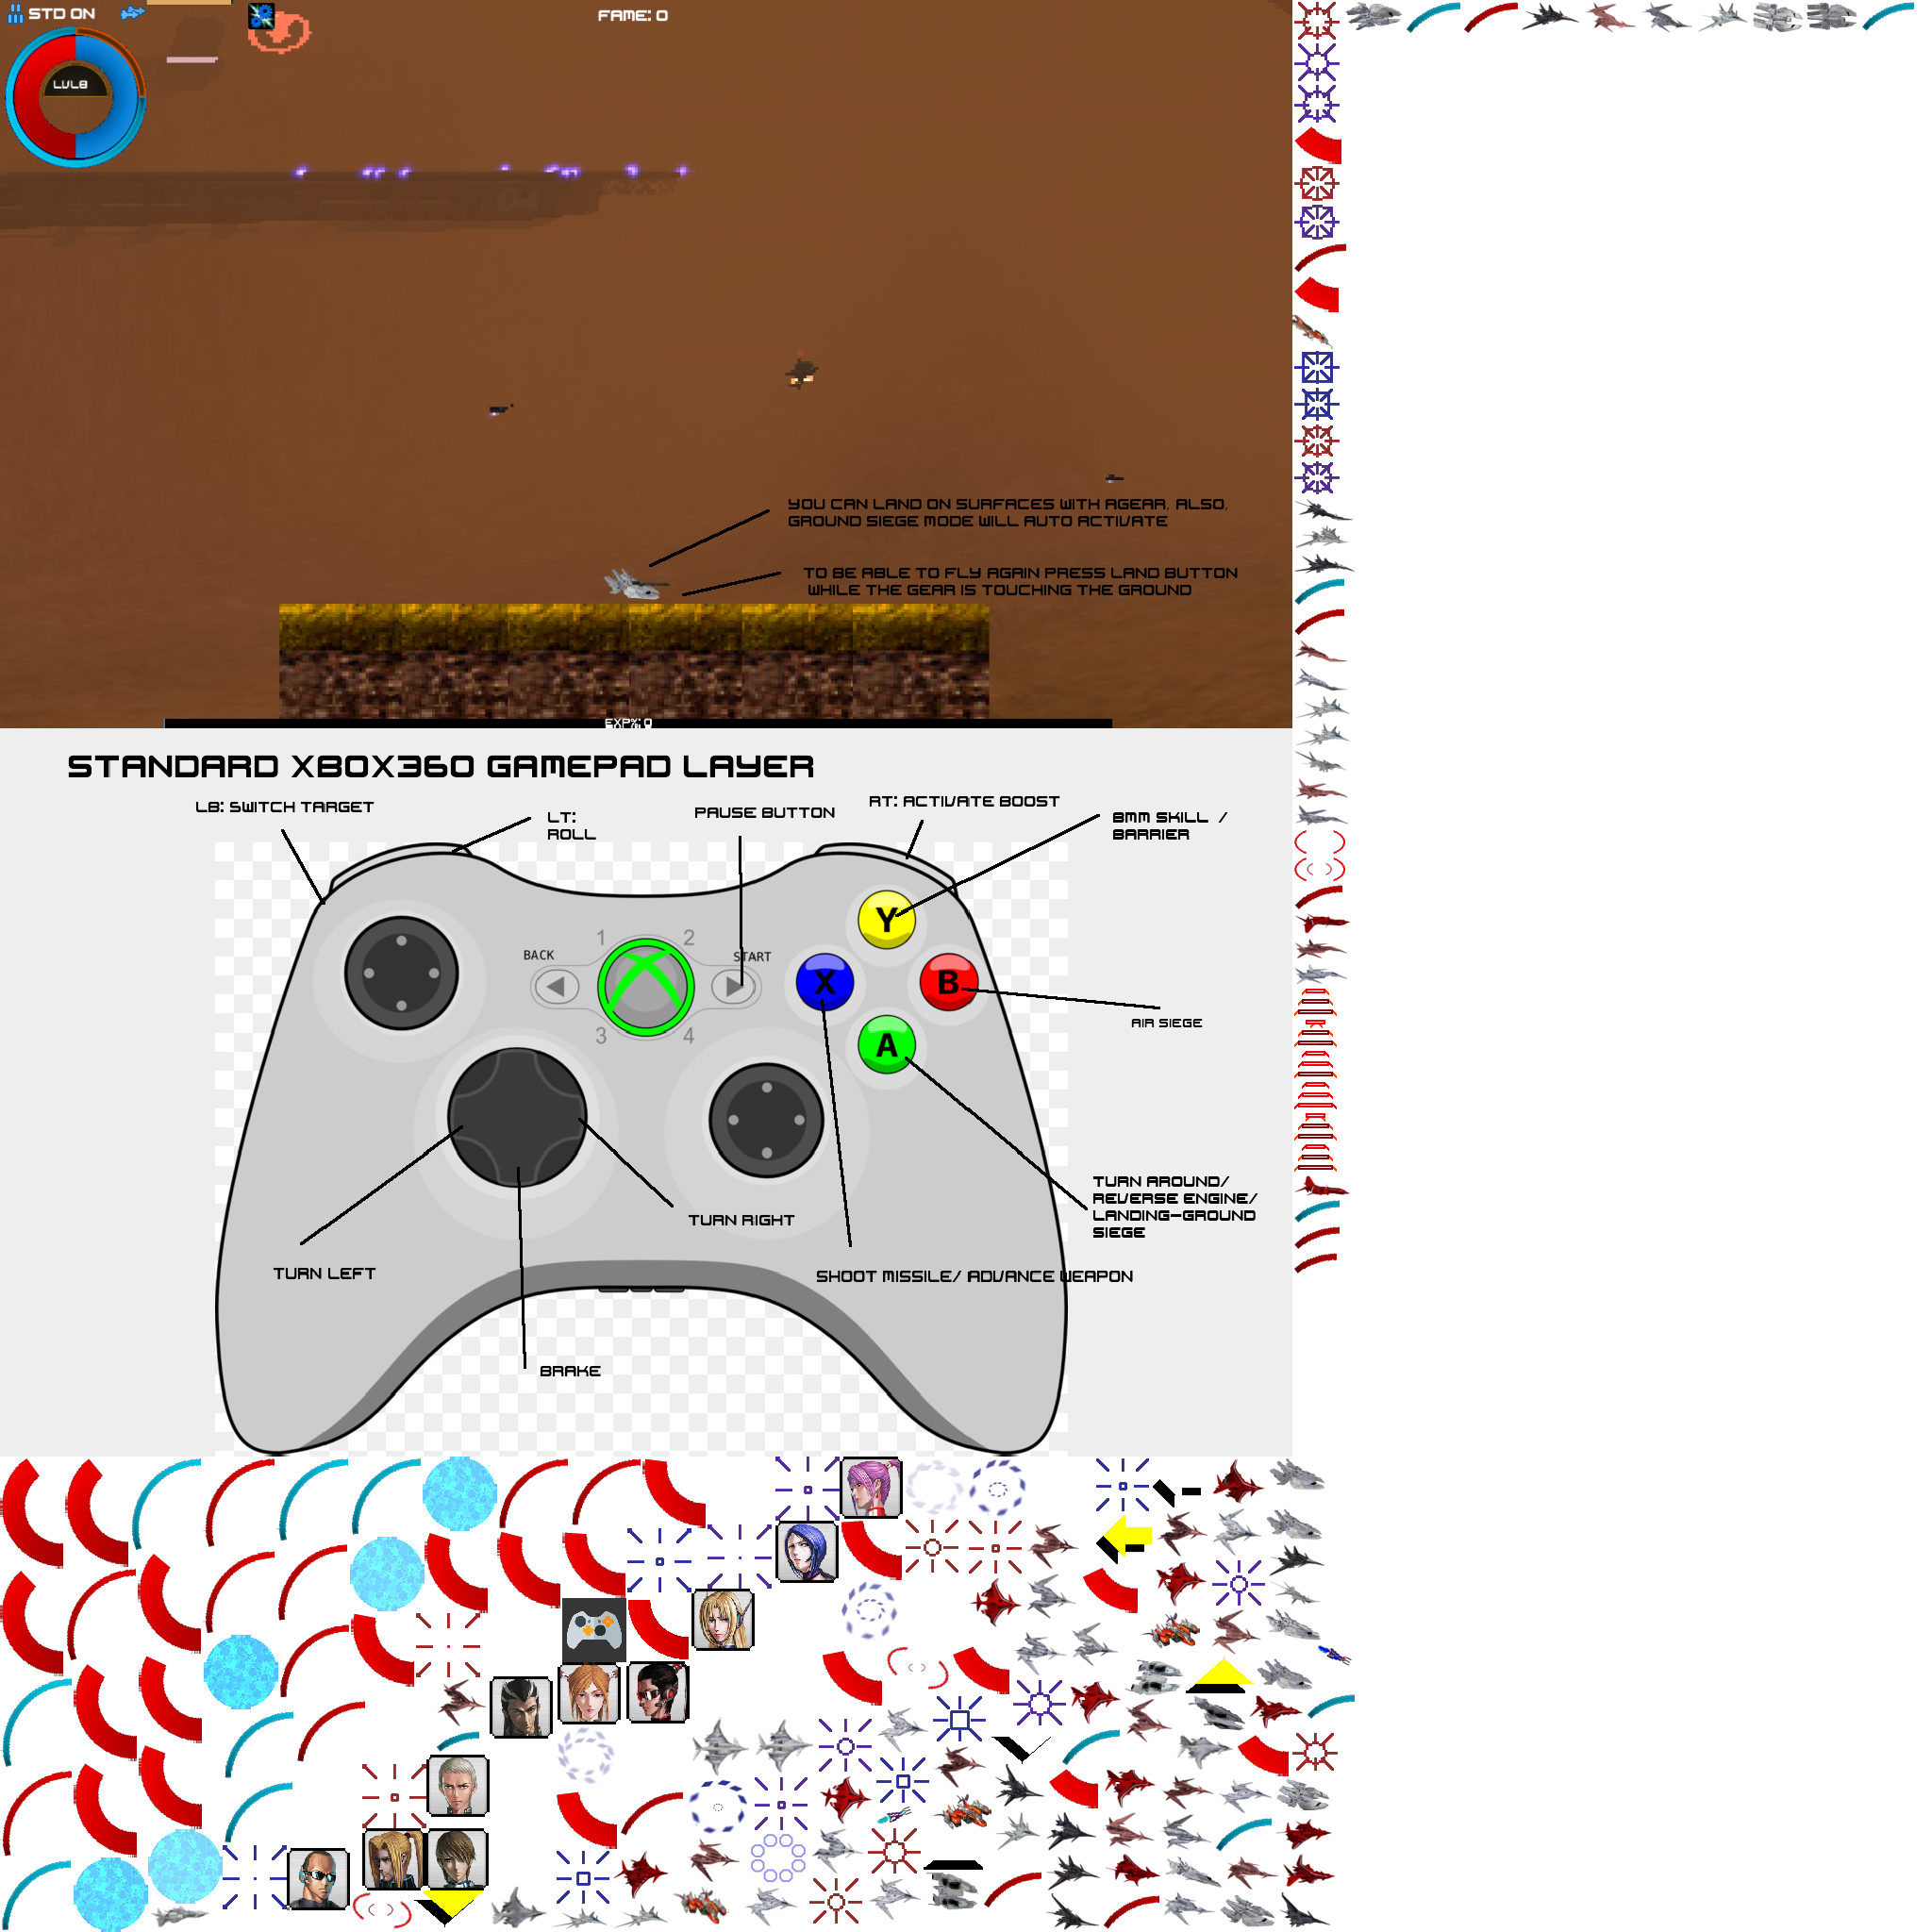 STD ON
FAME: 0
LVL8
YOU CAN LAND ON SURFACES WITH AGEAR, ALSO,
GROUND SIEGE MODE WILL AUTO ACTIVATE
TO BE ABLE TO FLY AGAIN PRESS LAND BUTTON
WHILE THE GEAR IS TOUCHING THE GROUND
EXP%: 0
STANDARD XBOX360 GAMEPAD LAYER
LB: SWITCH TARGET
LT:
ROLL
PAUSE BUTTON
RT: ACTIVATE BOOST
8MM SKILL /
BARRIER
Y
1
2
BACK
START
X
B
3
4
A
AIR SIEGE
TURN AROUND/
REVERSE ENGINE/
LANDING-GROUND
SIEGE
TURN RIGHT
TURN LEFT
SHOOT MISSILE/ ADVANCE WEAPON
BRAKE